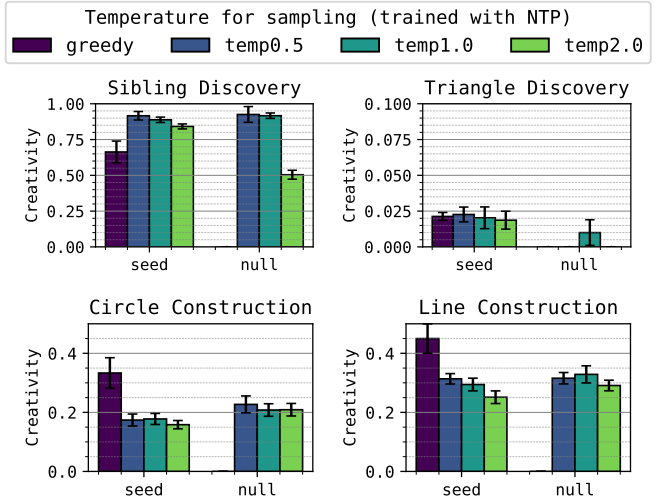 Temperature for sampling (trained with NTP)
greedy temp0.5 temp1.0 temp2.0
Sibling Discovery
Creativity
1.00
0.75
0.50
0.25
0.00
seed null
Triangle Discovery
Creativity
0.100
0.075
0.050
0.025
0.000
seed null
Circle Construction
Creativity
0.4
0.2
0.0
seed null
Line Construction
Creativity
0.4
0.2
0.0
seed null